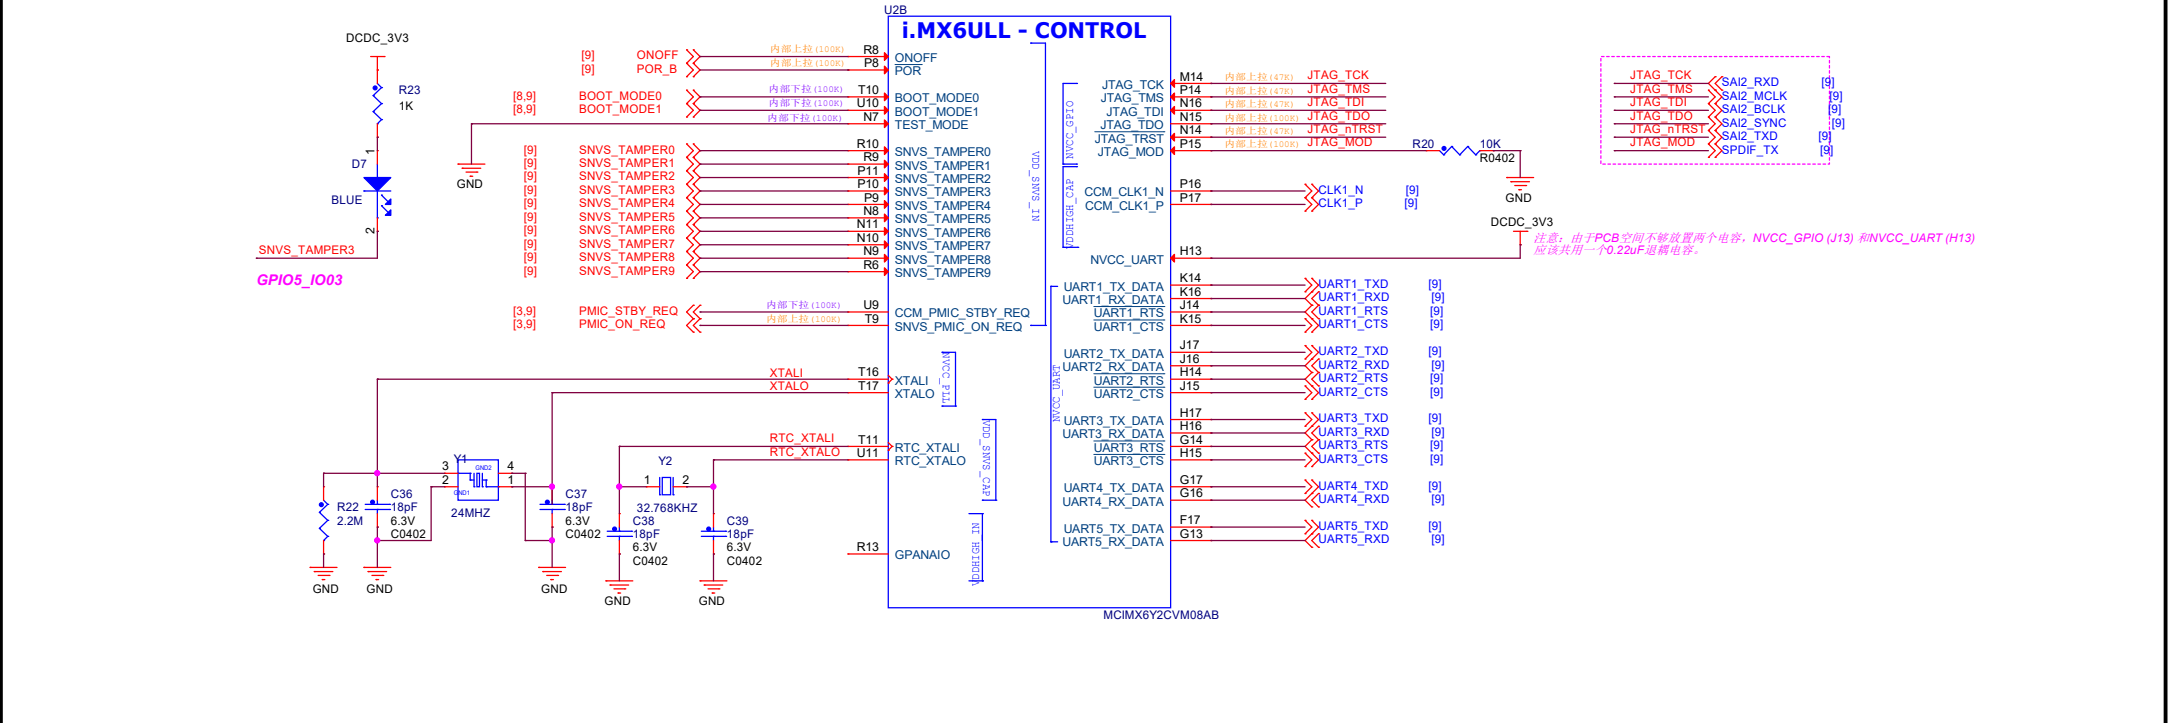 U2B
i.MX6ULL - CONTROL
DCDC_3V3
R23
1K
1
D7
BLUE
2
SNVS_TAMPER3
GPIO5_IO03
[9] ONOFF 内部上拉(100K) R8 ONOFF
[9] POR_B 内部上拉(100K) P8 POR
[8,9] BOOT_MODE0 内部下拉(100K) T10 BOOT_MODE0
[8,9] BOOT_MODE1 内部下拉(100K) U10 BOOT_MODE1
内部下拉(100K) N7 TEST_MODE
GND
[9] SNVS_TAMPER0 R10 SNVS_TAMPER0
[9] SNVS_TAMPER1 R9 SNVS_TAMPER1
[9] SNVS_TAMPER2 P11 SNVS_TAMPER2
[9] SNVS_TAMPER3 P10 SNVS_TAMPER3
[9] SNVS_TAMPER4 P9 SNVS_TAMPER4
[9] SNVS_TAMPER5 N8 SNVS_TAMPER5
[9] SNVS_TAMPER6 N11 SNVS_TAMPER6
[9] SNVS_TAMPER7 N10 SNVS_TAMPER7
[9] SNVS_TAMPER8 N9 SNVS_TAMPER8
[9] SNVS_TAMPER9 R6 SNVS_TAMPER9
[3,9] PMIC_STBY_REQ 内部下拉(100K) U9 CCM_PMIC_STBY_REQ
[3,9] PMIC_ON_REQ 内部上拉(100K) T9 SNVS_PMIC_ON_REQ
VDD_SNVS_IN
XTALI T16 XTALI
XTALO T17 XTALO
NVCC_PLL
RTC_XTALI T11 RTC_XTALI
RTC_XTALO U11 RTC_XTALO
VDD_SNVS_CAP
R13 GPANAIO
VDDHIGH_IN
Y1
3 GND2 4
2 GND1 1
24MHZ
R22
2.2M
C36
18pF
6.3V
C0402
C37
18pF
6.3V
C0402
Y2
1 2
32.768KHZ
C38
18pF
6.3V
C0402
C39
18pF
6.3V
C0402
GND
GND
GND
GND
GND
NVCC_GPIO
JTAG_TCK M14 内部上拉(47K) JTAG_TCK
JTAG_TMS P14 内部上拉(47K) JTAG_TMS
JTAG_TDI N16 内部上拉(47K) JTAG_TDI
JTAG_TDO N15 内部上拉(100K) JTAG_TDO
JTAG_TRST N14 内部上拉(47K) JTAG_nTRST
JTAG_MOD P15 内部上拉(100K) JTAG_MOD
R20 10K
R0402
GND
VDDHIGH_CAP
CCM_CLK1_N P16 CLK1_N [9]
CCM_CLK1_P P17 CLK1_P [9]
DCDC_3V3
NVCC_UART H13
注意：由于PCB空间不够放置两个电容，NVCC_GPIO (J13) 和NVCC_UART (H13)
应该共用一个0.22uF退耦电容。
NVCC_UART
UART1_TX_DATA K14 UART1_TXD [9]
UART1_RX_DATA K16 UART1_RXD [9]
UART1_RTS J14 UART1_RTS [9]
UART1_CTS K15 UART1_CTS [9]
UART2_TX_DATA J17 UART2_TXD [9]
UART2_RX_DATA J16 UART2_RXD [9]
UART2_RTS H14 UART2_RTS [9]
UART2_CTS J15 UART2_CTS [9]
UART3_TX_DATA H17 UART3_TXD [9]
UART3_RX_DATA H16 UART3_RXD [9]
UART3_RTS G14 UART3_RTS [9]
UART3_CTS H15 UART3_CTS [9]
UART4_TX_DATA G17 UART4_TXD [9]
UART4_RX_DATA G16 UART4_RXD [9]
UART5_TX_DATA F17 UART5_TXD [9]
UART5_RX_DATA G13 UART5_RXD [9]
MCIMX6Y2CVM08AB
JTAG_TCK SAI2_RXD [9]
JTAG_TMS SAI2_MCLK [9]
JTAG_TDI SAI2_BCLK [9]
JTAG_TDO SAI2_SYNC [9]
JTAG_nTRST SAI2_TXD [9]
JTAG_MOD SPDIF_TX [9]